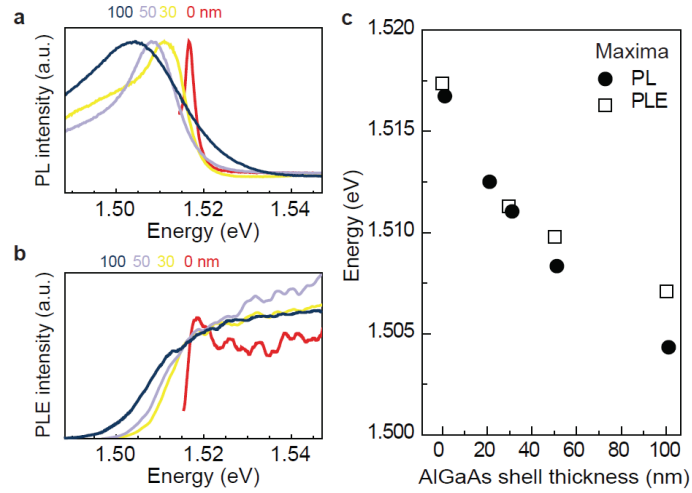 a
100 50 30 0 nm
PL intensity (a.u.)
1.50 1.52 1.54
Energy (eV)
b
100 50 30 0 nm
PLE intensity (a.u.)
1.50 1.52 1.54
Energy (eV)
c
1.520
1.515
1.510
1.505
1.500
Energy (eV)
Maxima
PL
PLE
0 20 40 60 80 100
AlGaAs shell thickness (nm)